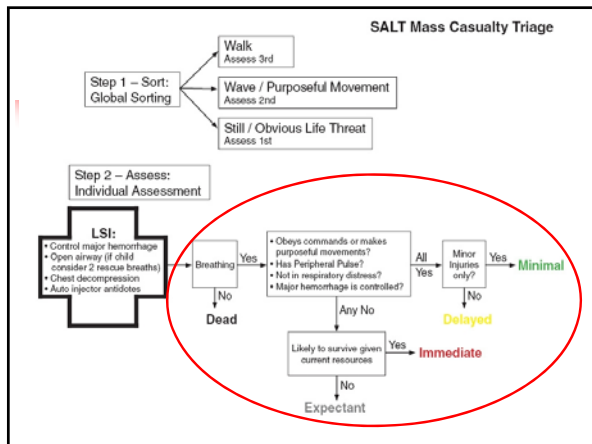 SALT Mass Casualty Triage
Walk
Assess 3rd
Step 1 – Sort:
Global Sorting
Wave / Purposeful Movement
Assess 2nd
Still / Obvious Life Threat
Assess 1st
Step 2 – Assess:
Individual Assessment
LSI:
• Control major hemorrhage
• Open airway (if child
consider 2 rescue breaths)
• Chest decompression
• Auto injector antidotes
Breathing
Yes
No
Dead
• Obeys commands or makes
purposeful movements?
• Has Peripheral Pulse?
• Not in respiratory distress?
• Major hemorrhage is controlled?
All
Yes
Minor
Injuries
only?
Yes
Minimal
No
Delayed
Any No
Likely to survive given
current resources
Yes
Immediate
No
Expectant